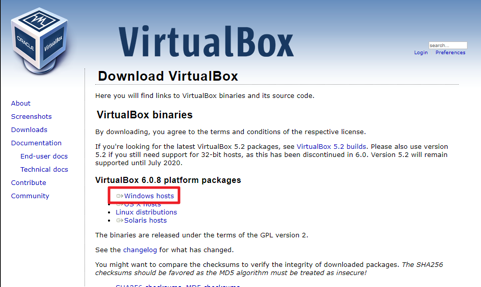 VirtualBox
search...
Login Preferences
ORACLE
VirtualBox
Download VirtualBox
Here you will find links to VirtualBox binaries and its source code.
VirtualBox binaries
By downloading, you agree to the terms and conditions of the respective license.
If you're looking for the latest VirtualBox 5.2 packages, see VirtualBox 5.2 builds. Please also use version
5.2 if you still need support for 32-bit hosts, as this has been discontinued in 6.0. Version 5.2 will remain
supported until July 2020.
VirtualBox 6.0.8 platform packages
Windows hosts
OS X hosts
Linux distributions
Solaris hosts
The binaries are released under the terms of the GPL version 2.
See the changelog for what has changed.
You might want to compare the checksums to verify the integrity of downloaded packages. The SHA256
checksums should be favored as the MD5 algorithm must be treated as insecure!
SHA256 checksums, MD5 checksums
About
Screenshots
Downloads
Documentation
End-user docs
Technical docs
Contribute
Community